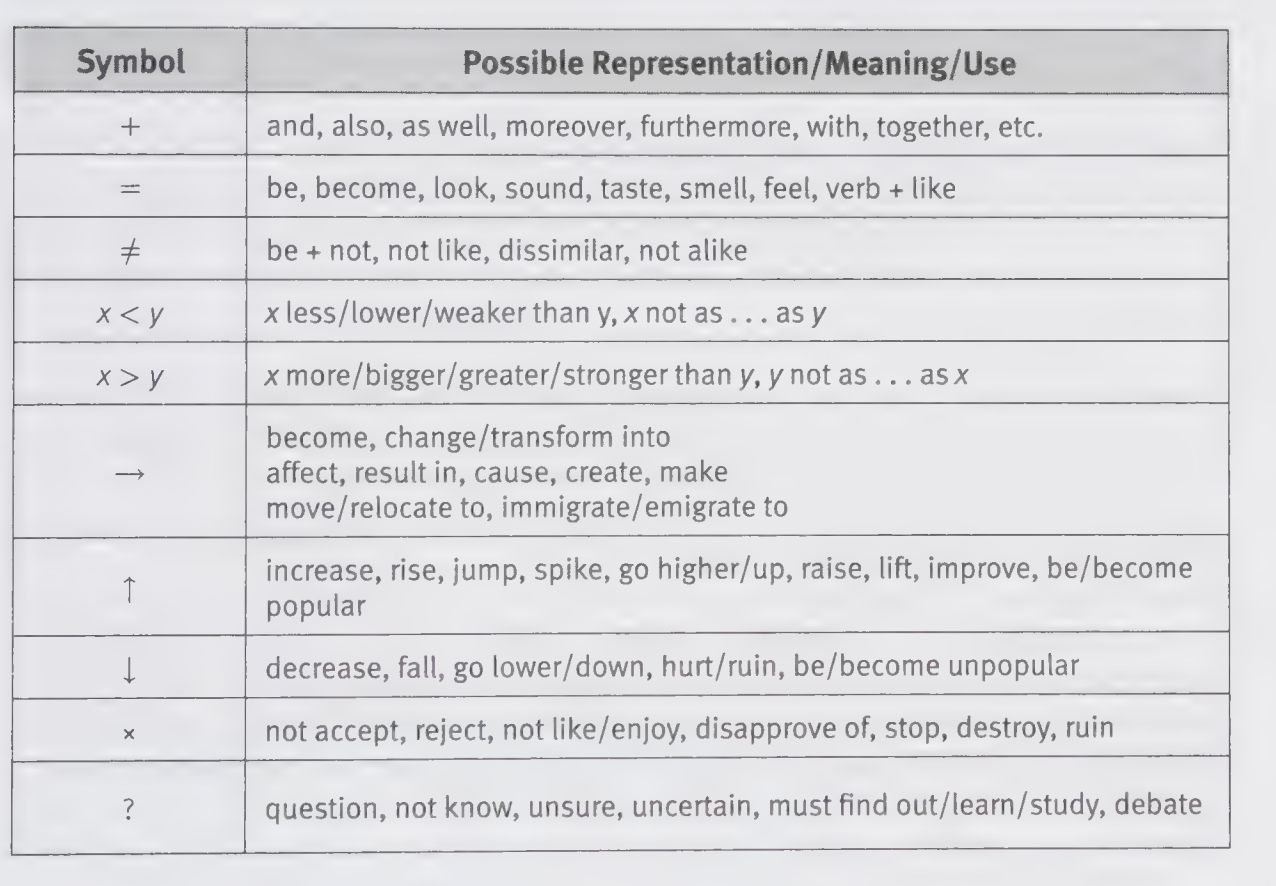 Symbol Possible Representation/Meaning/Use
+ and, also, as well, moreover, furthermore, with, together, etc.
= be, become, look, sound, taste, smell, feel, verb + like
≠ be + not, not like, dissimilar, not alike
x < y x less/lower/weaker than y, x not as . . . as y
x > y x more/bigger/greater/stronger than y, y not as . . . as x
become, change/transform into
→ affect, result in, cause, create, make
move/relocate to, immigrate/emigrate to
↑ increase, rise, jump, spike, go higher/up, raise, lift, improve, be/become
popular
↓ decrease, fall, go lower/down, hurt/ruin, be/become unpopular
× not accept, reject, not like/enjoy, disapprove of, stop, destroy, ruin
? question, not know, unsure, uncertain, must find out/learn/study, debate